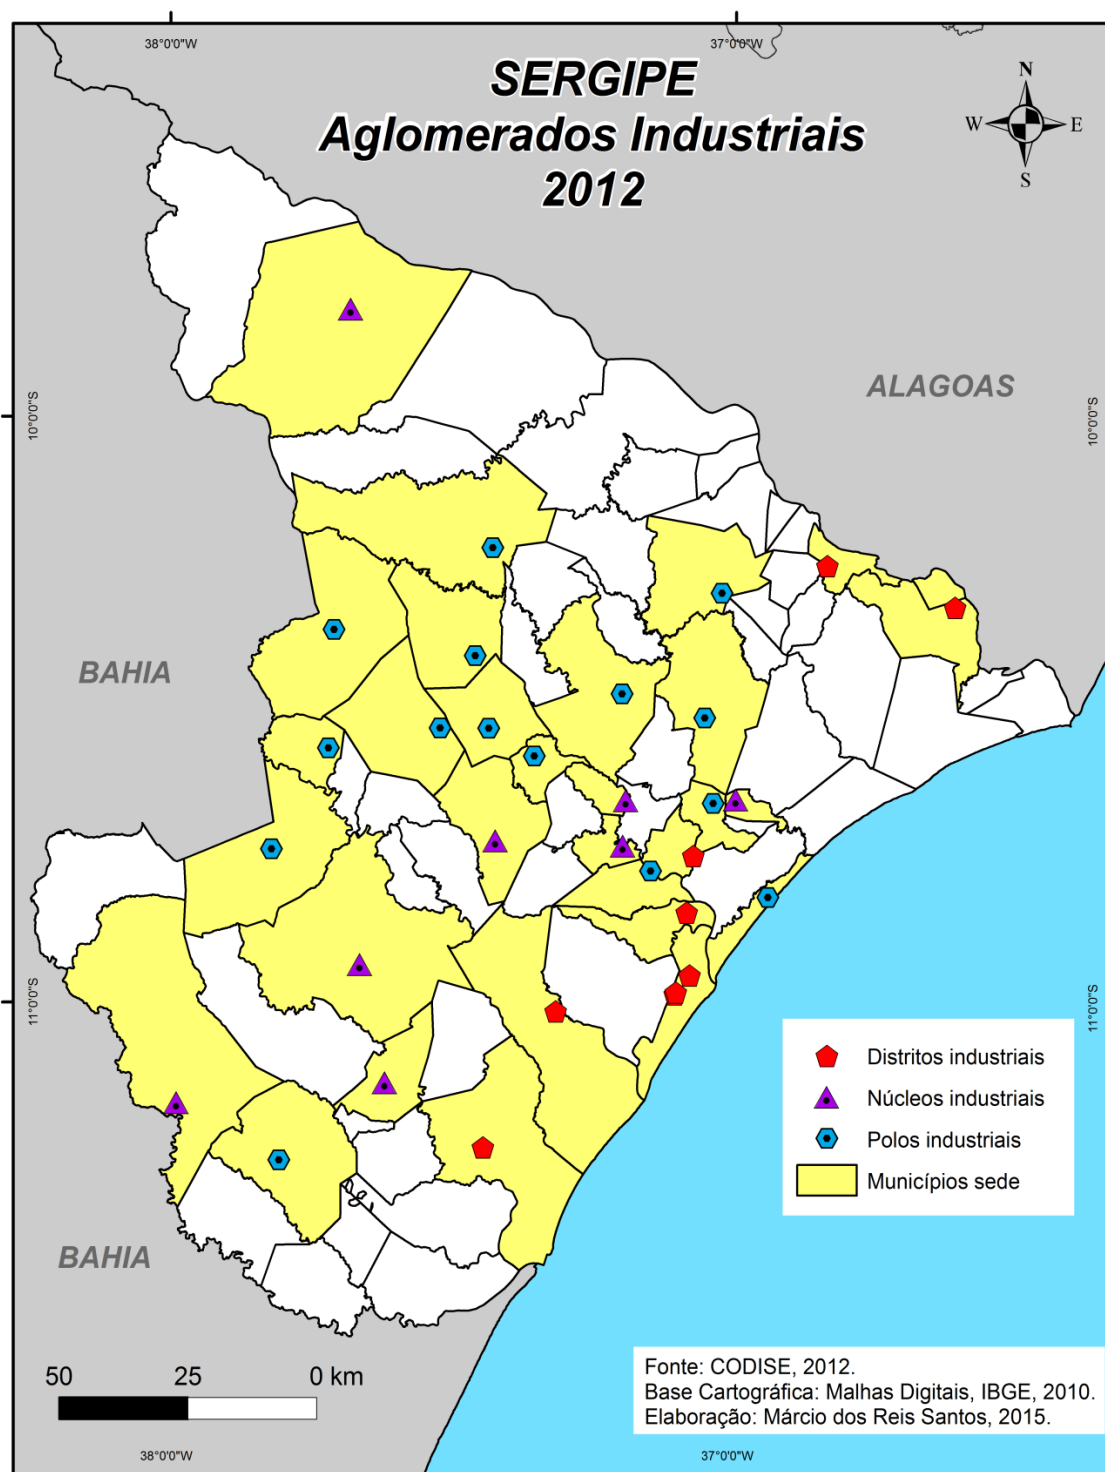 38°0'0"W
37°0'0"W
SERGIPE
Aglomerados Industriais
2012
N
W
E
S
ALAGOAS
10°0'0"S
10°0'0"S
BAHIA
11°0'0"S
11°0'0"S
Distritos industriais
Núcleos industriais
Polos industriais
Municípios sede
BAHIA
50
25
0 km
Fonte: CODISE, 2012.
Base Cartográfica: Malhas Digitais, IBGE, 2010.
Elaboração: Márcio dos Reis Santos, 2015.
38°0'0"W
37°0'0"W